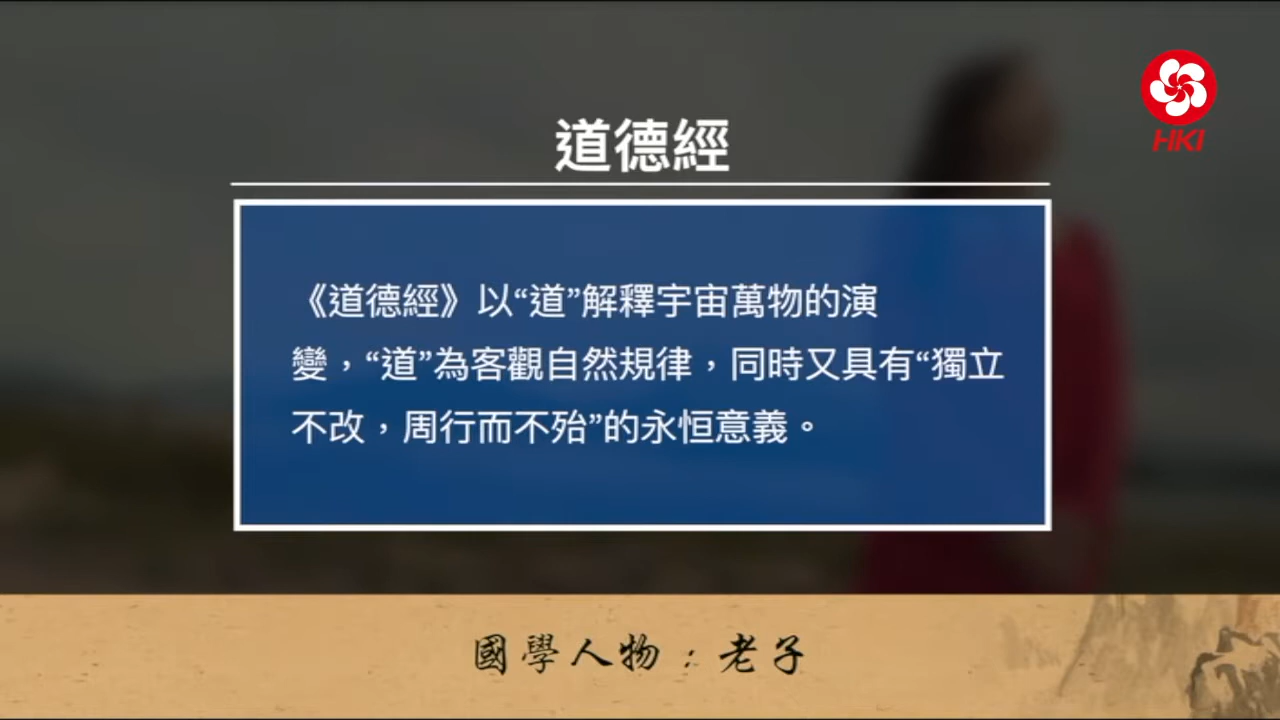 HKI
道德經
《道德經》以“道”解釋宇宙萬物的演
變，“道”為客觀自然規律，同時又具有“獨立
不改，周行而不殆”的永恒意義。
國學人物：老子